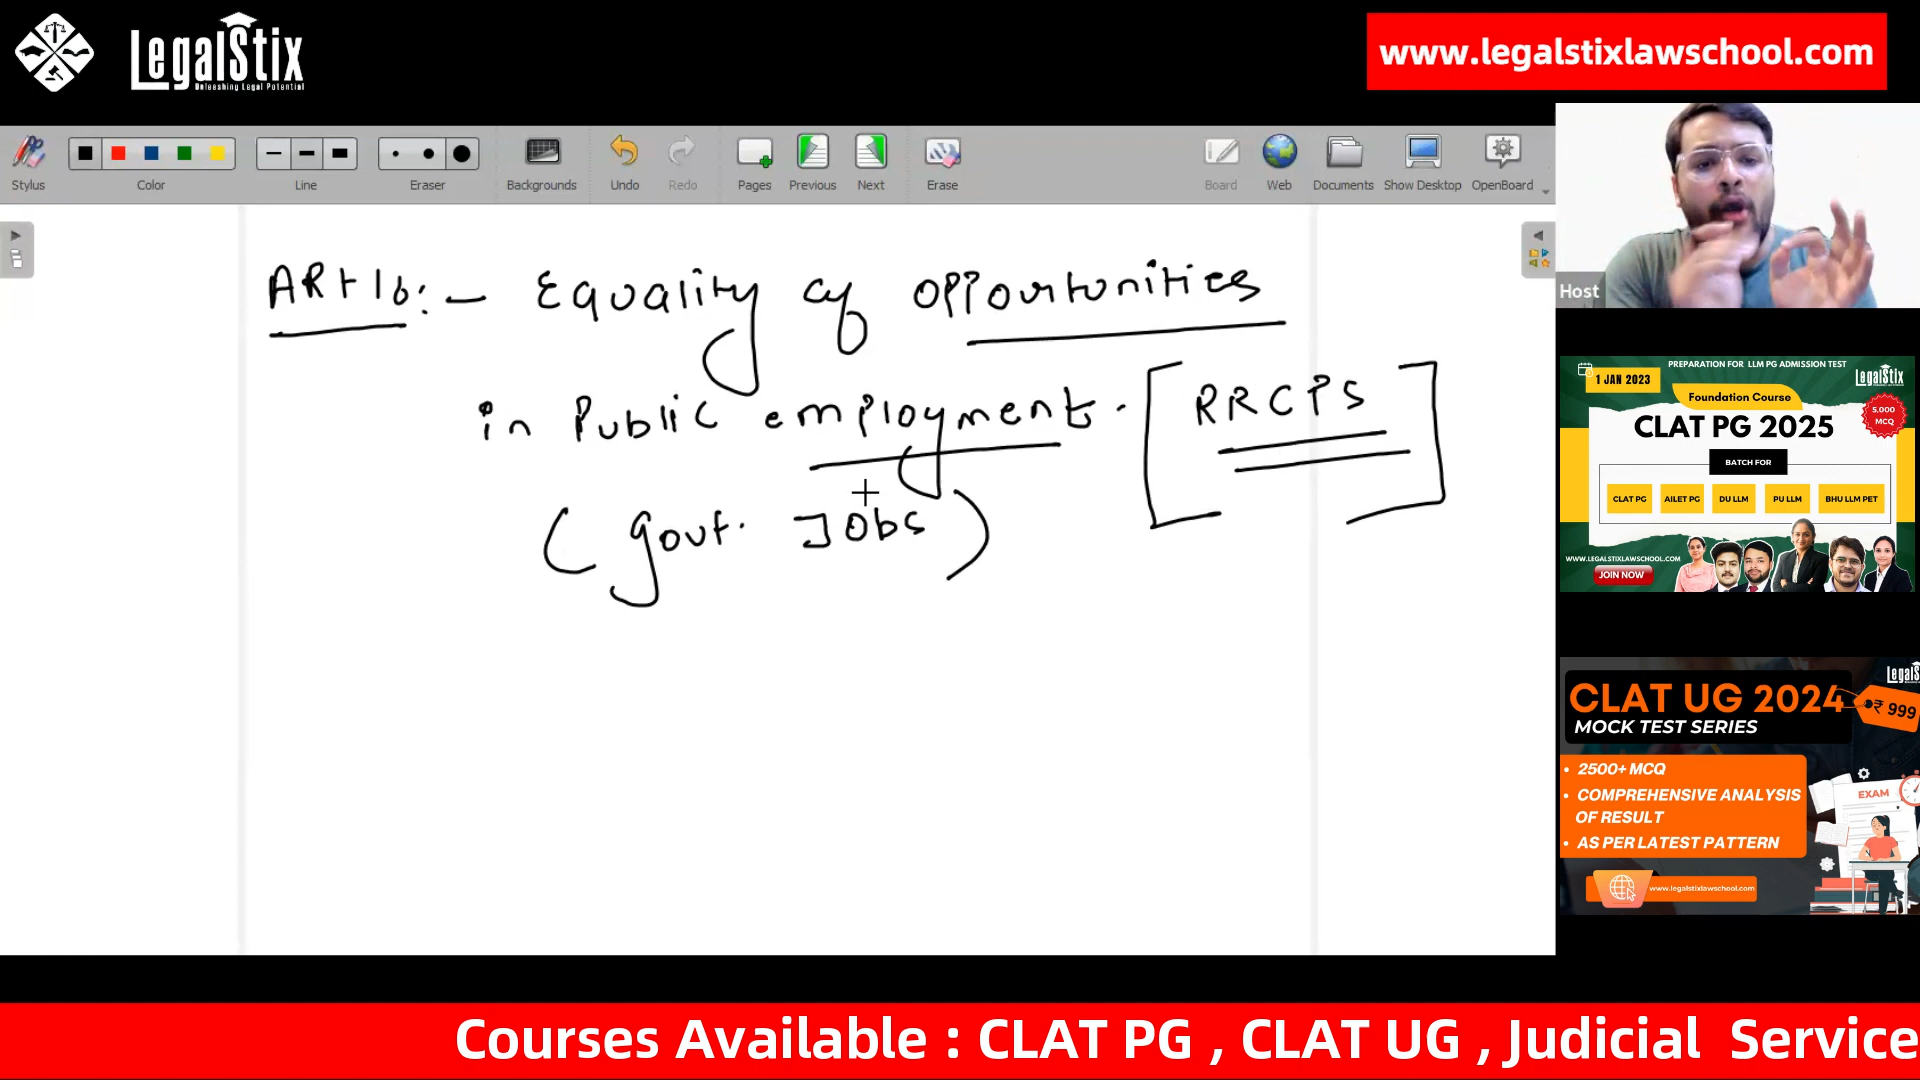 LegalStix
Unleashing Legal Potential
www.legalstixlawschool.com
Stylus
Color
Line
Eraser
Backgrounds
Undo
Redo
Pages
Previous
Next
Erase
Board
Web
Documents
Show Desktop
OpenBoard
Host
ARt 16:- Equality of opportunities
in Public employment. [RRCPS]
(govt. Jobs)
PREPARATION FOR LLM PG ADMISSION TEST
1 JAN 2023
LegalStix
Foundation Course
5,000
MCQ
CLAT PG 2025
BATCH FOR
CLAT PG
AILET PG
DU LLM
PU LLM
BHU LLM PET
WWW.LEGALSTIXLAWSCHOOL.COM
JOIN NOW
LegalS
CLAT UG 2024
₹ 999
MOCK TEST SERIES
• 2500+ MCQ
• COMPREHENSIVE ANALYSIS
OF RESULT
• AS PER LATEST PATTERN
EXAM
www.legalstixlawschool.com
Courses Available : CLAT PG , CLAT UG , Judicial Service